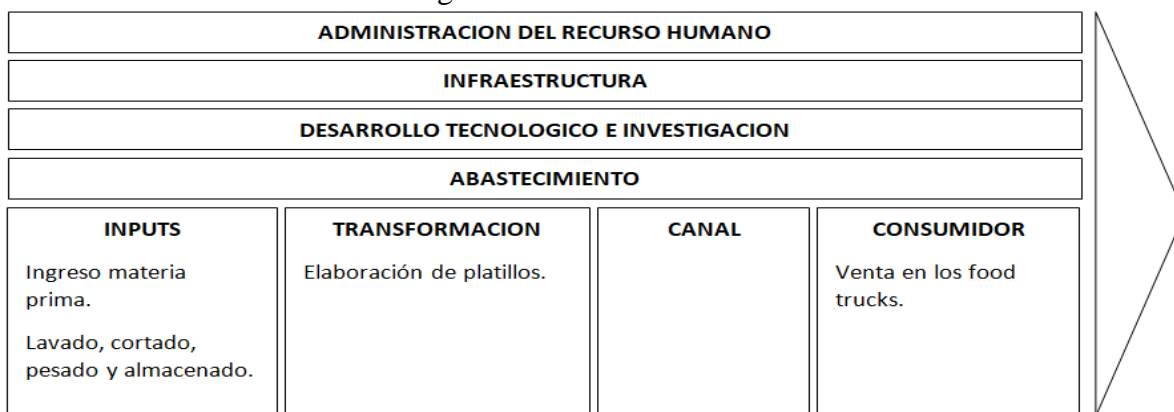 ADMINISTRACION DEL RECURSO HUMANO
INFRAESTRUCTURA
DESARROLLO TECNOLOGICO E INVESTIGACION
ABASTECIMIENTO
INPUTS
Ingreso materia
prima.
Lavado, cortado,
pesado y almacenado.
TRANSFORMACION
Elaboración de platillos.
CANAL
CONSUMIDOR
Venta en los food
trucks.